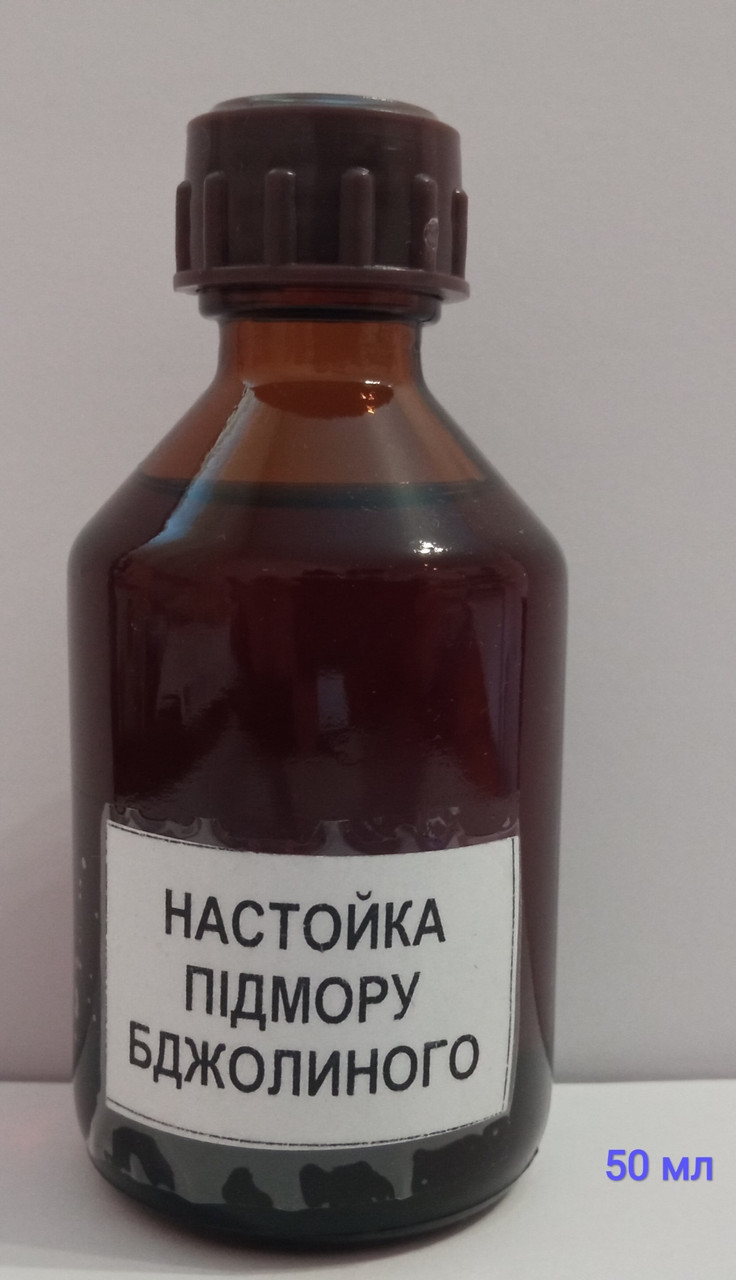 НАСТОЙКА
ПІДМОРУ
БДЖОЛИНОГО
50 мл